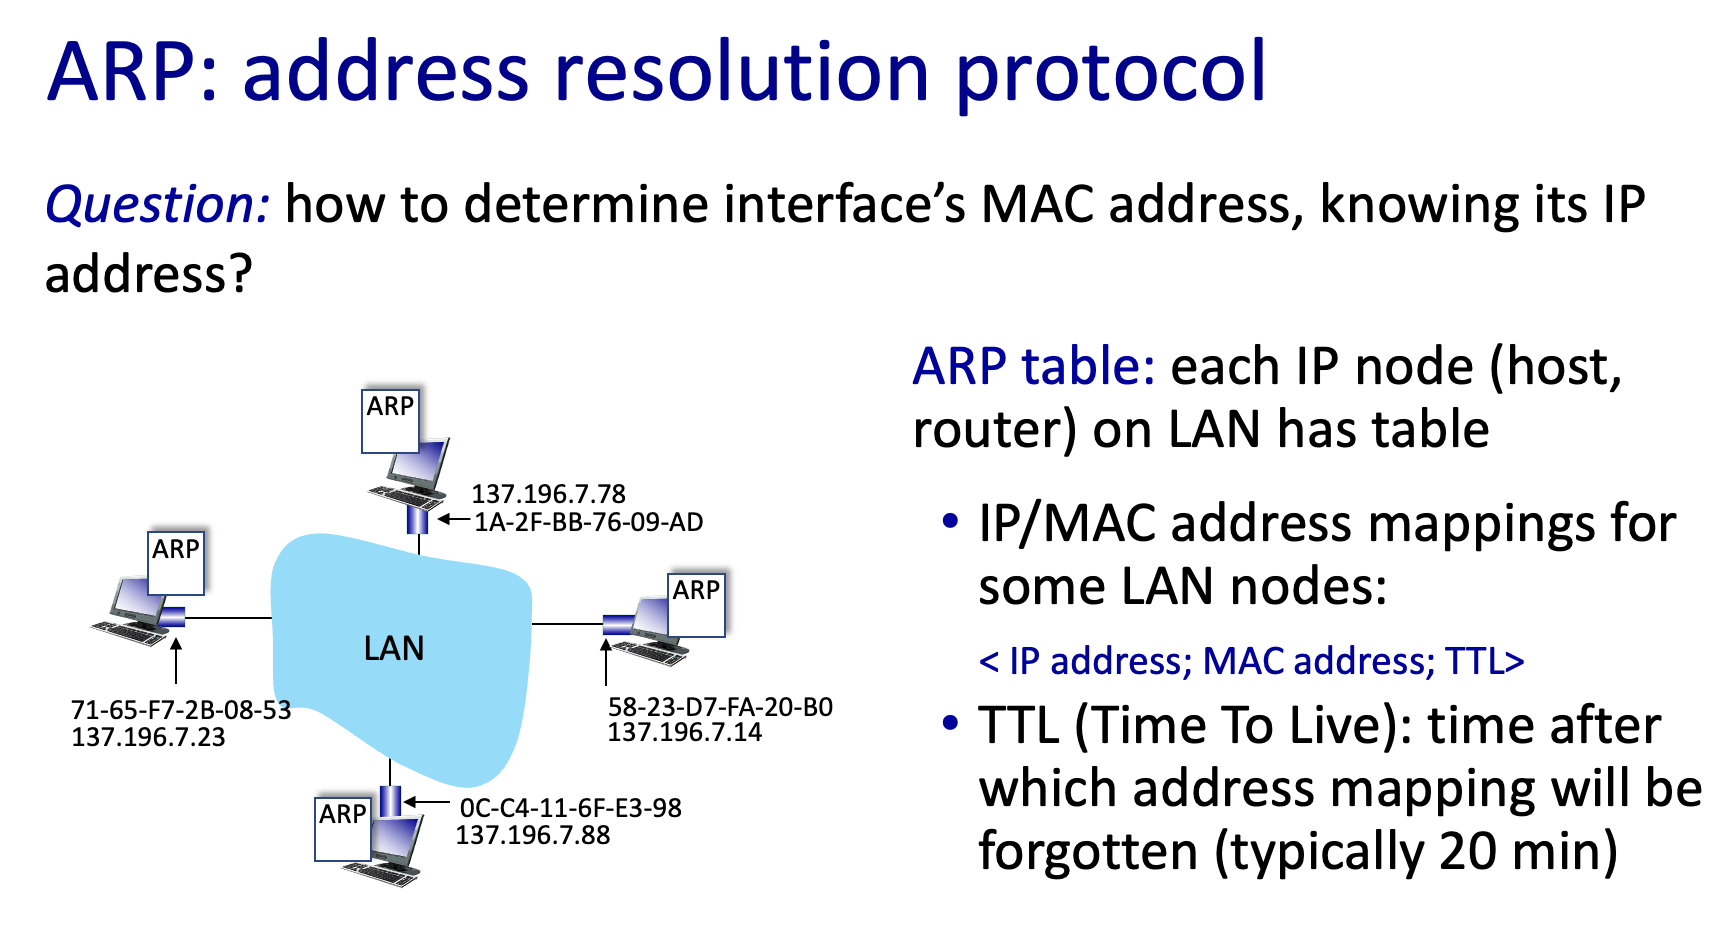 ARP: address resolution protocol
Question: how to determine interface’s MAC address, knowing its IP
address?
ARP
137.196.7.78
1A-2F-BB-76-09-AD
ARP
71-65-F7-2B-08-53
137.196.7.23
LAN
ARP
58-23-D7-FA-20-B0
137.196.7.14
ARP
0C-C4-11-6F-E3-98
137.196.7.88
ARP table: each IP node (host,
router) on LAN has table
• IP/MAC address mappings for
some LAN nodes:
< IP address; MAC address; TTL>
• TTL (Time To Live): time after
which address mapping will be
forgotten (typically 20 min)